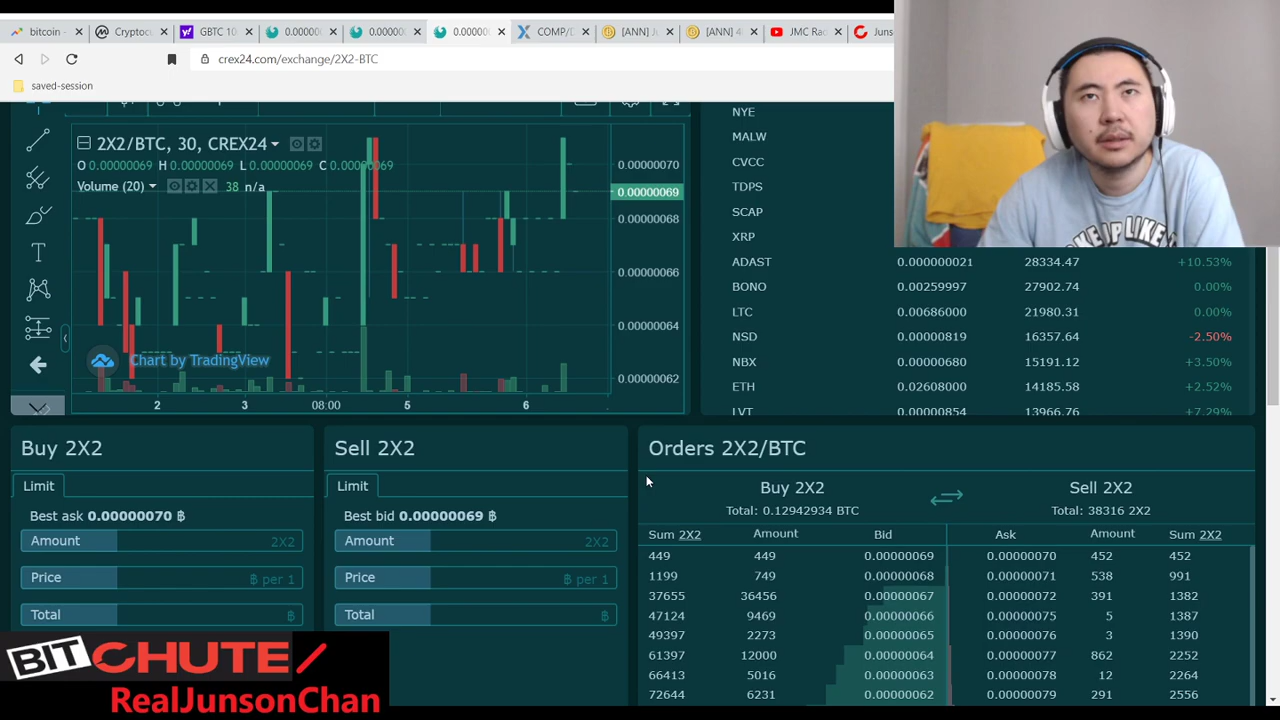 bitcoin -
Cryptoc
GBTC 10
0.00000
0.00000
0.00000
COMP/D
[ANN] J
[ANN] 4
JMC Rac
Juns
crex24.com/exchange/2X2-BTC
saved-session
2X2/BTC, 30, CREX24
O 0.00000069 H 0.00000069 L 0.00000069 C 0.00000069
Volume (20) 38 n/a
0.00000070
0.00000069
0.00000068
0.00000066
0.00000064
0.00000062
Chart by TradingView
2 3 08:00 5 6
NYE
MALW
CVCC
TDPS
SCAP
XRP
ADAST 0.000000021 28334.47 +10.53%
BONO 0.00259997 27902.74 0.00%
LTC 0.00686000 21980.31 0.00%
NSD 0.00000819 16357.64 -2.50%
NBX 0.00000680 15191.12 +3.50%
ETH 0.02608000 14185.58 +2.52%
LVT 0.00000854 13966.76 +7.29%
Buy 2X2
Limit
Best ask 0.00000070 ฿
Amount 2X2
Price ฿ per 1
Total ฿
Sell 2X2
Limit
Best bid 0.00000069 ฿
Amount 2X2
Price ฿ per 1
Total ฿
Orders 2X2/BTC
Buy 2X2 Sell 2X2
Total: 0.12942934 BTC Total: 38316 2X2
Sum 2X2 Amount Bid Ask Amount Sum 2X2
449 449 0.00000069 0.00000070 452 452
1199 749 0.00000068 0.00000071 538 991
37655 36456 0.00000067 0.00000072 391 1382
47124 9469 0.00000066 0.00000075 5 1387
49397 2273 0.00000065 0.00000076 3 1390
61397 12000 0.00000064 0.00000077 862 2252
66413 5016 0.00000063 0.00000078 12 2264
72644 6231 0.00000062 0.00000079 291 2556
BITCHUTE/
RealJunsonChan